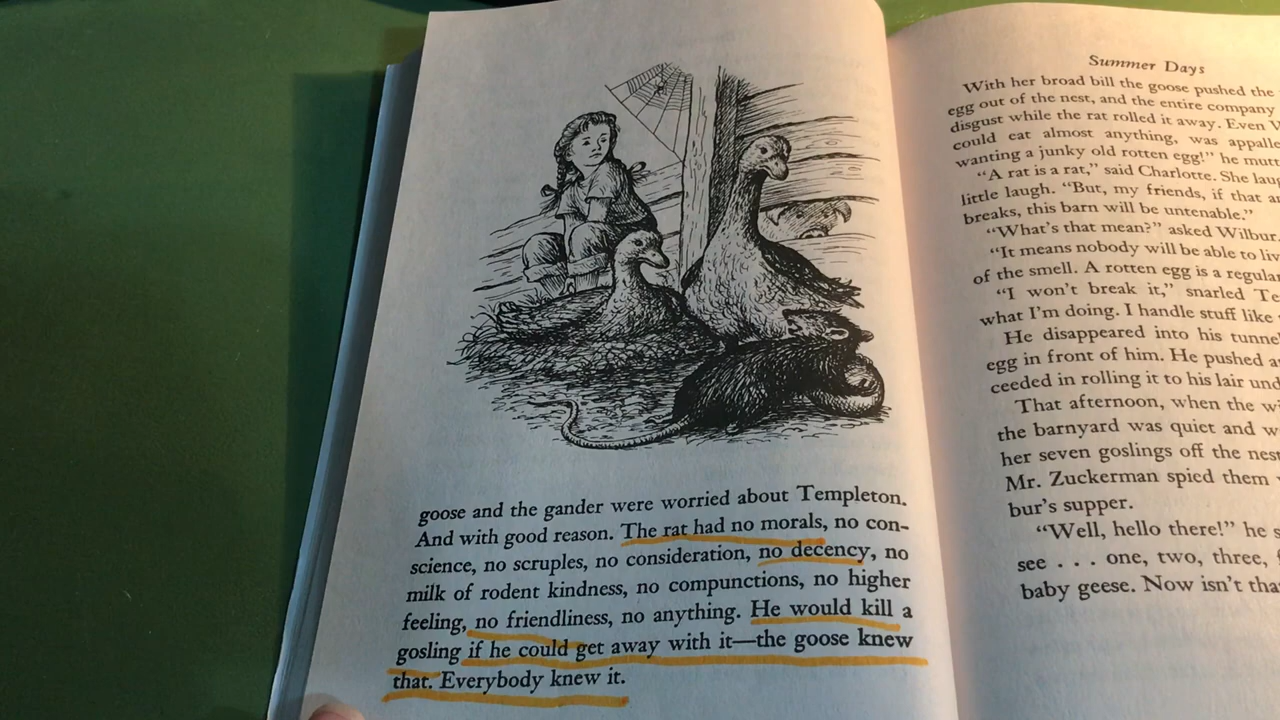 goose and the gander were worried about Templeton.
And with good reason. The rat had no morals, no con-
science, no scruples, no consideration, no decency, no
milk of rodent kindness, no compunctions, no higher
feeling, no friendliness, no anything. He would kill a
gosling if he could get away with it—the goose knew
that. Everybody knew it.
Summer Days
With her broad bill the goose pushed the
egg out of the nest, and the entire company
disgust while the rat rolled it away. Even
could eat almost anything, was
wanting a junky old rotten egg!” he
“A rat is a rat,” said Charlotte. She
little laugh. “But, my friends, if that
breaks, this barn will be untenable.”
“What’s that mean?” asked Wilbur.
“It means nobody will be able to
of the smell. A rotten egg is a
“I won’t break it,” snarled
what I’m doing. I handle stuff like
He disappeared into his
egg in front of him. He pushed
ceeded in rolling it to his lair
That afternoon, when the
the barnyard was quiet and
her seven goslings off the
Mr. Zuckerman spied them
bur’s supper.
“Well, hello there!” he
see . . . one, two, three,
baby geese. Now isn’t